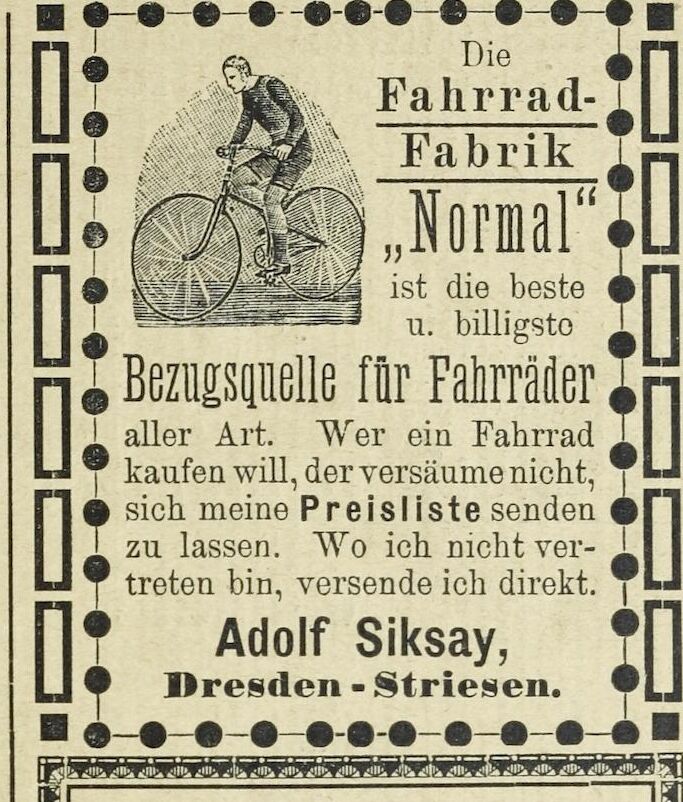 Die
Fahrrad-
Fabrik
„Normal“
ist die beste
u. billigste
Bezugsquelle für Fahrräder
aller Art. Wer ein Fahrrad
kaufen will, der versäume nicht,
sich meine Preisliste senden
zu lassen. Wo ich nicht ver-
treten bin, versende ich direkt.
Adolf Siksay,
Dresden-Striesen.